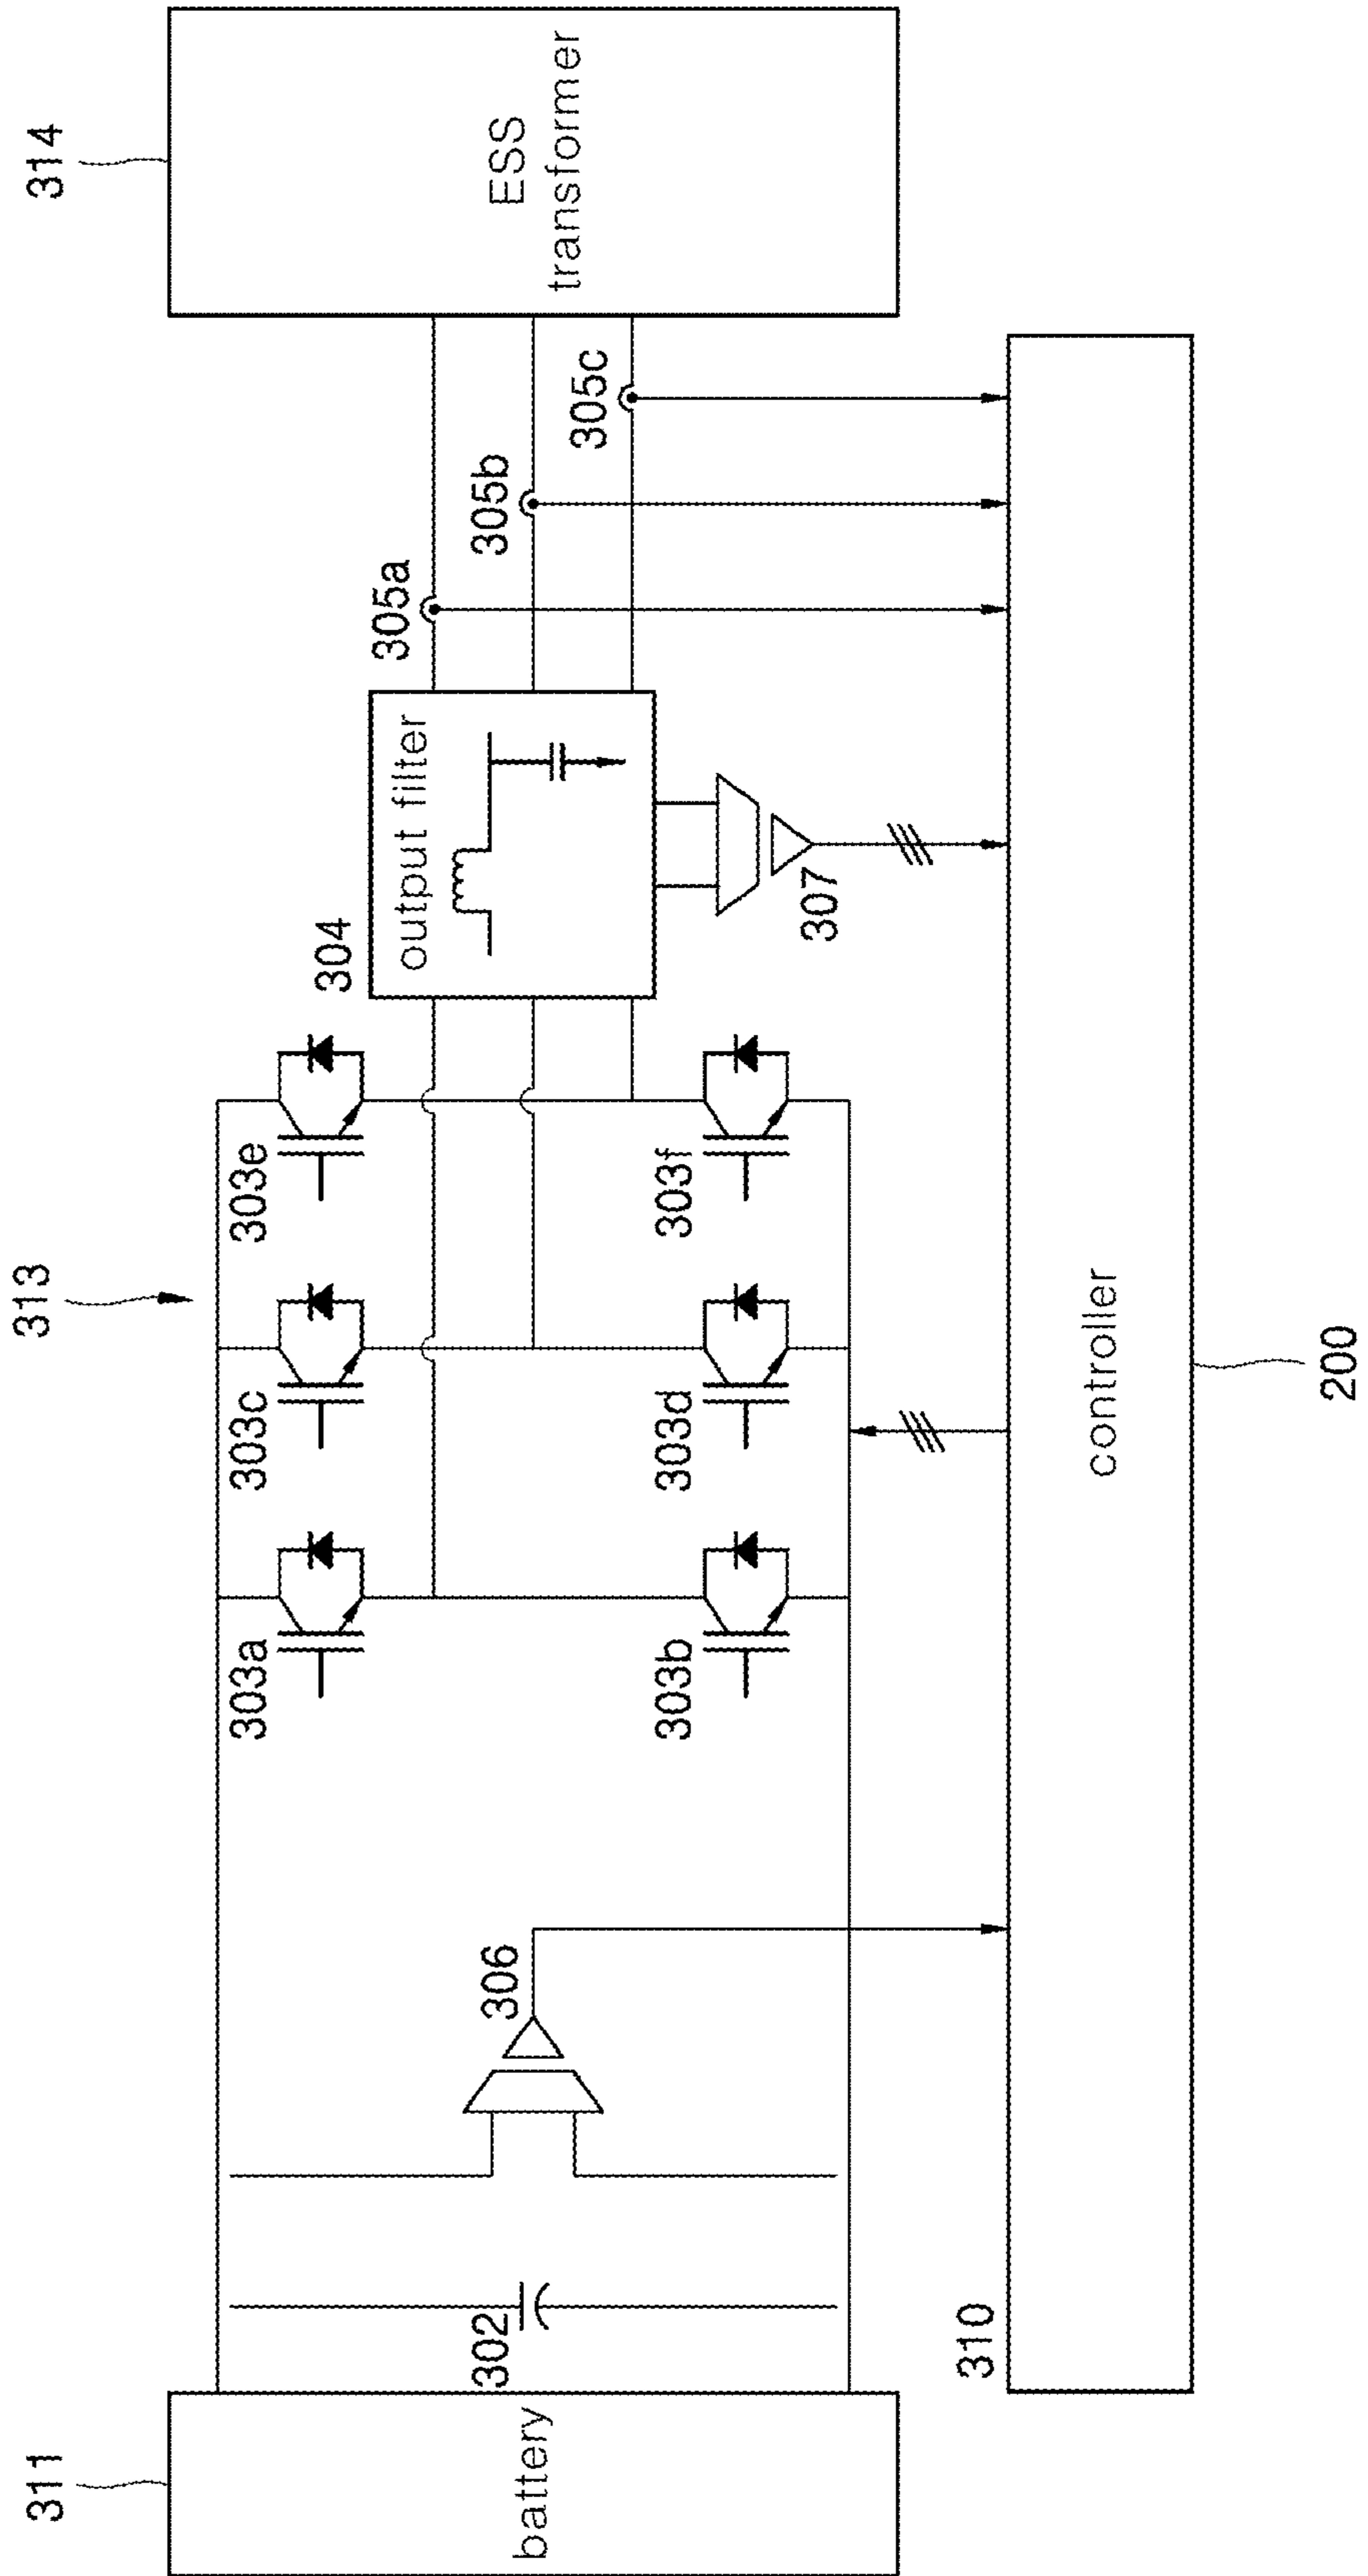 313
311
314
battery
302
306
303a
303c
303e
303b
303d
303f
304
output filter
307
305a
305b
305c
ESS
transformer
310
controller
200